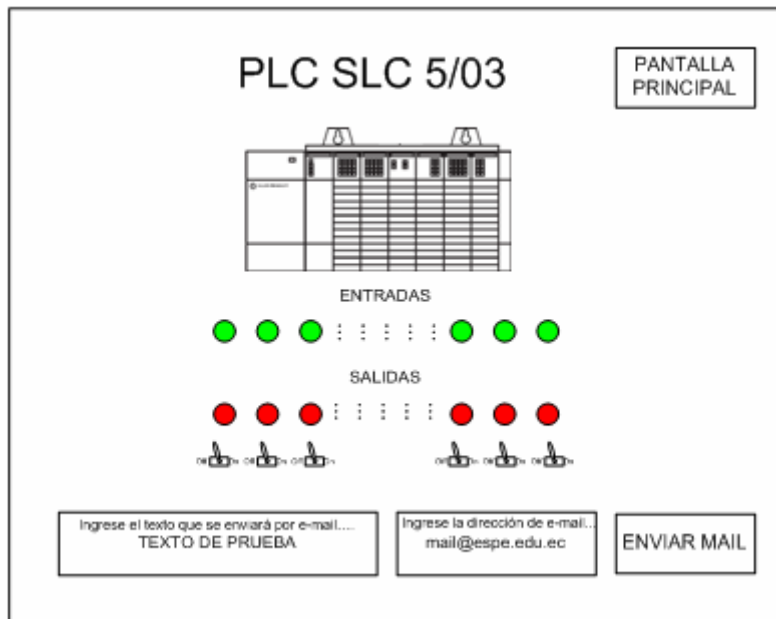 PLC SLC 5/03
PANTALLA
PRINCIPAL
ENTRADAS
SALIDAS
Ingrese el texto que se enviará por e-mail.....
TEXTO DE PRUEBA
Ingrese la dirección de e-mail...
mail@espe.edu.ec
ENVIAR MAIL